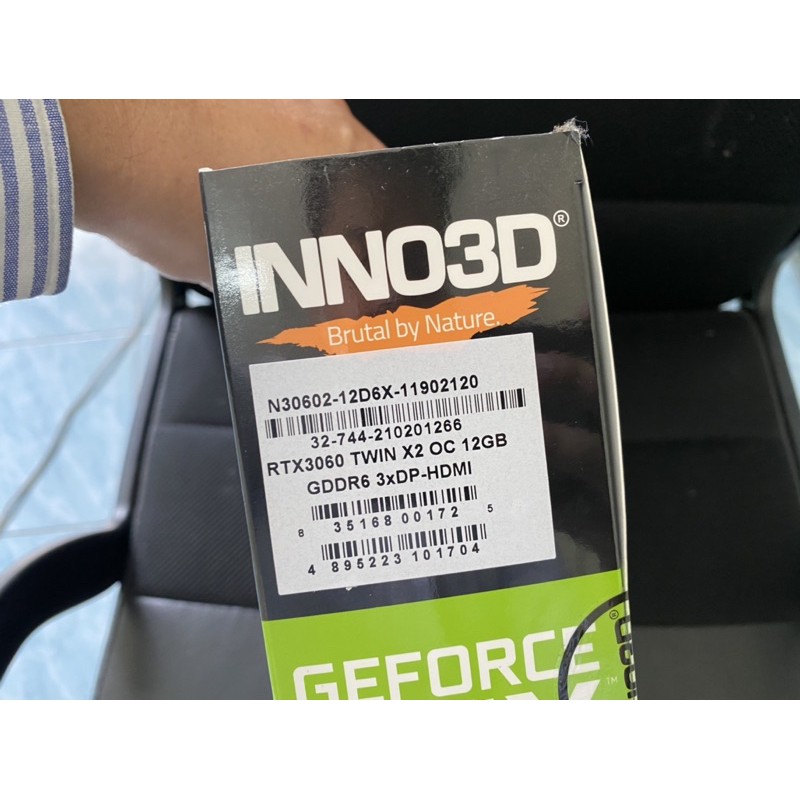 INNO3D®
Brutal by Nature.
N30602-12D6X-11902120
32-744-210201266
RTX3060 TWIN X2 OC 12GB
GDDR6 3xDP-HDMI
8 35168 00172 5
4 895223 101704
GEFORCE